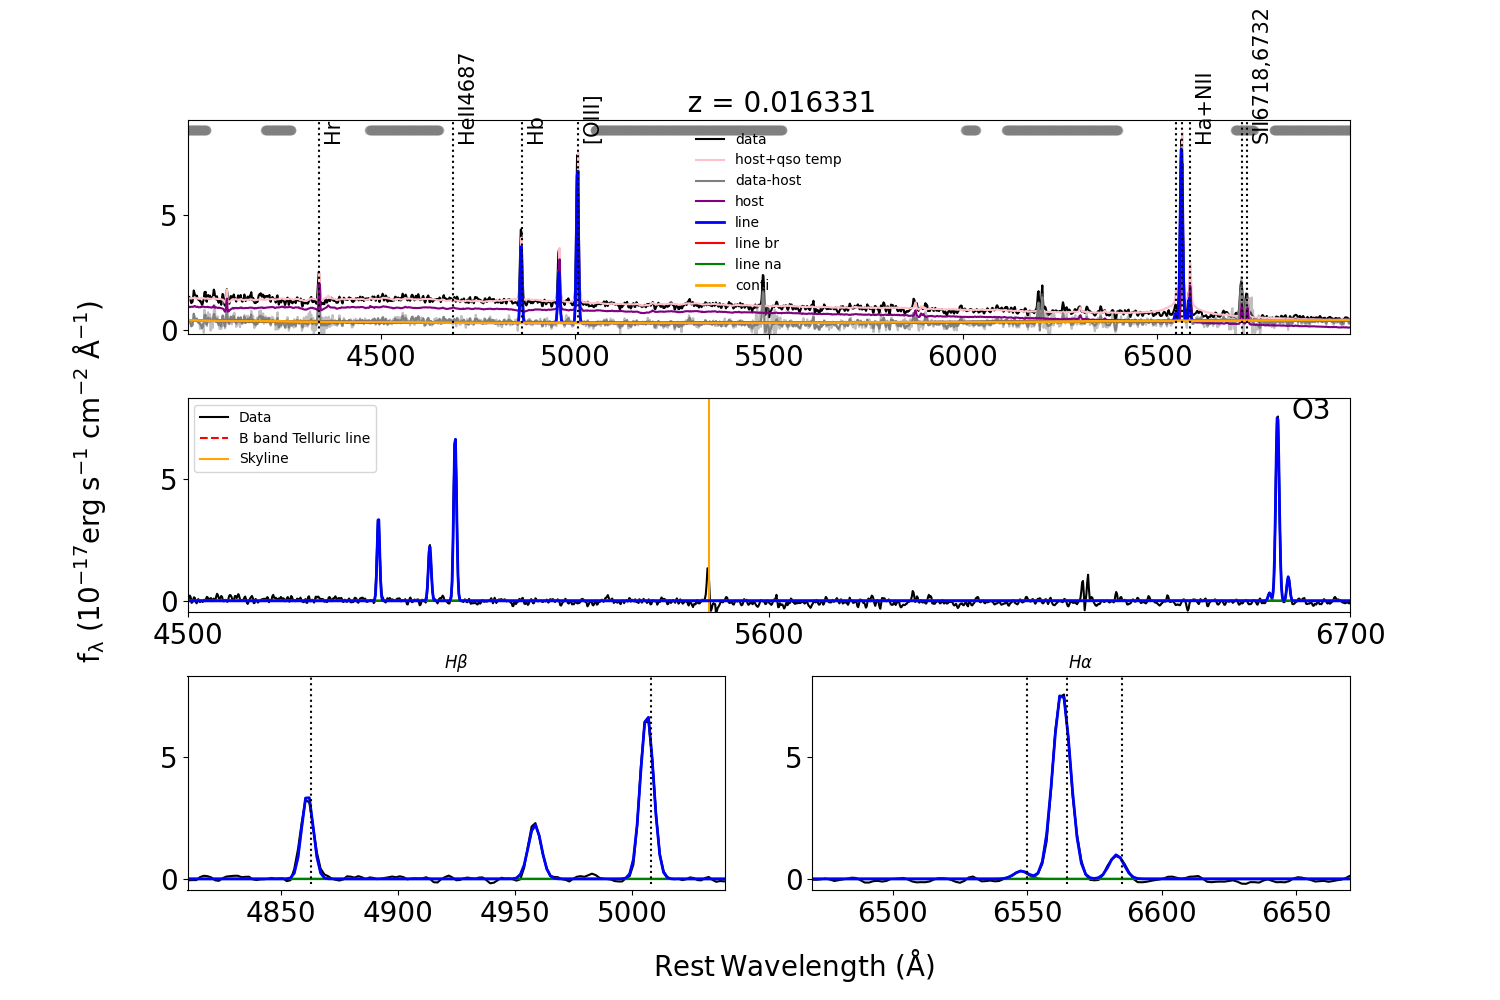 z = 0.016331
Hr
HeII4687
Hb
[OIII]
Ha+NII
SII6718,6732
data
host+qso temp
data-host
host
line
line br
line na
conti
5
0
4500
5000
5500
6000
6500
fλ (10⁻¹⁷erg s⁻¹ cm⁻² Å⁻¹)
Data
B band Telluric line
Skyline
O3
5
0
4500
5600
6700
Hβ
5
0
4850
4900
4950
5000
Hα
5
0
6500
6550
6600
6650
Rest Wavelength (Å)